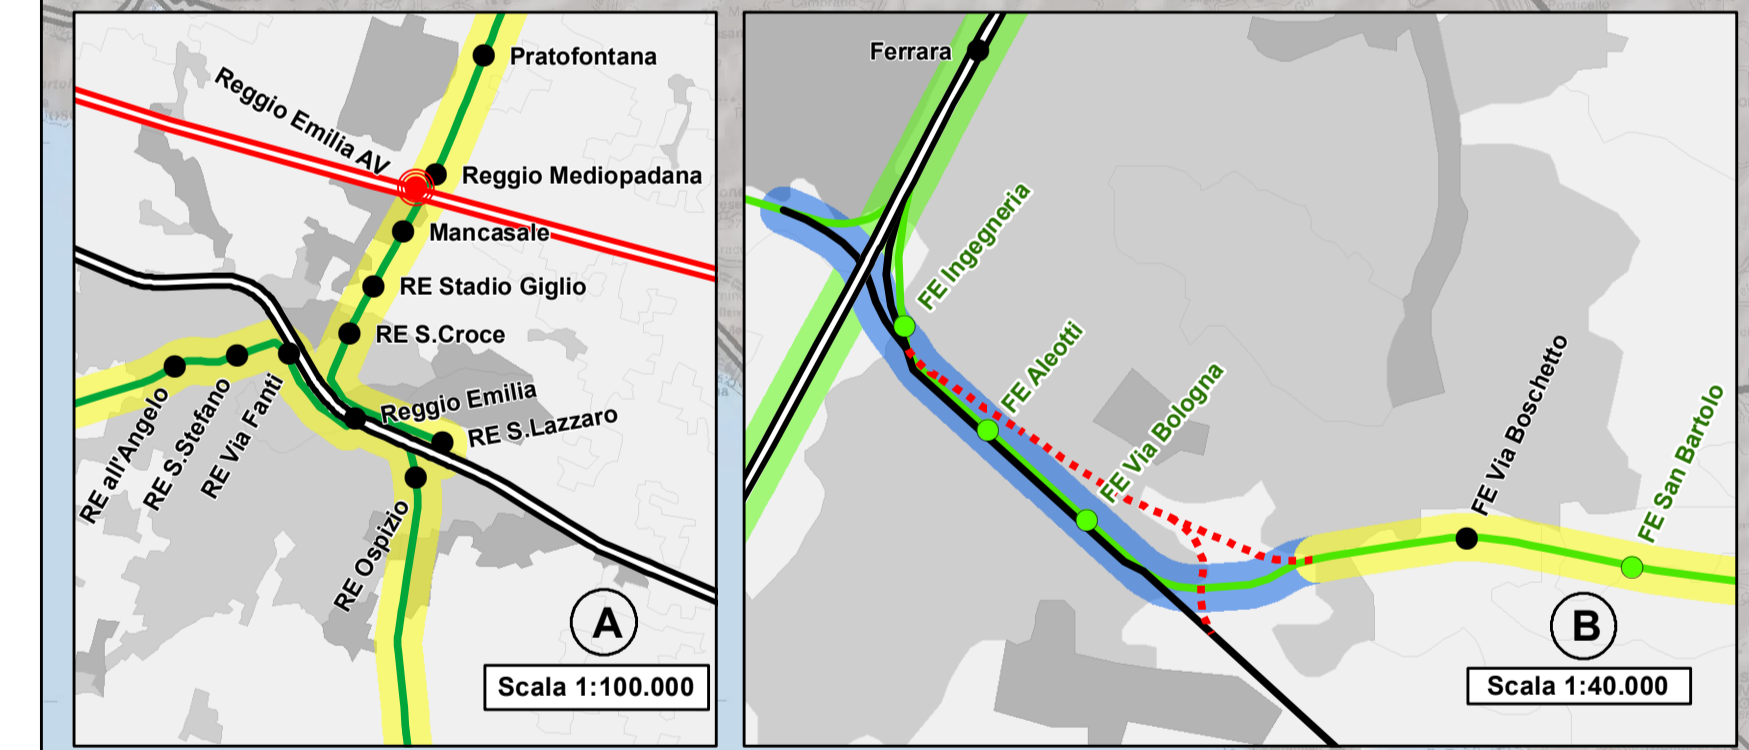 Pratofontana
Reggio Emilia AV
Reggio Mediopadana
Mancasale
RE Stadio Giglio
RE S.Croce
RE all'Angelo
RE S.Stefano
RE Via Fanti
Reggio Emilia
RE S.Lazzaro
RE Ospizio
A
Scala 1:100.000
Ferrara
FE Ingegneria
FE Aleotti
FE Via Bologna
FE Via Boschetto
FE San Bartolo
B
Scala 1:40.000